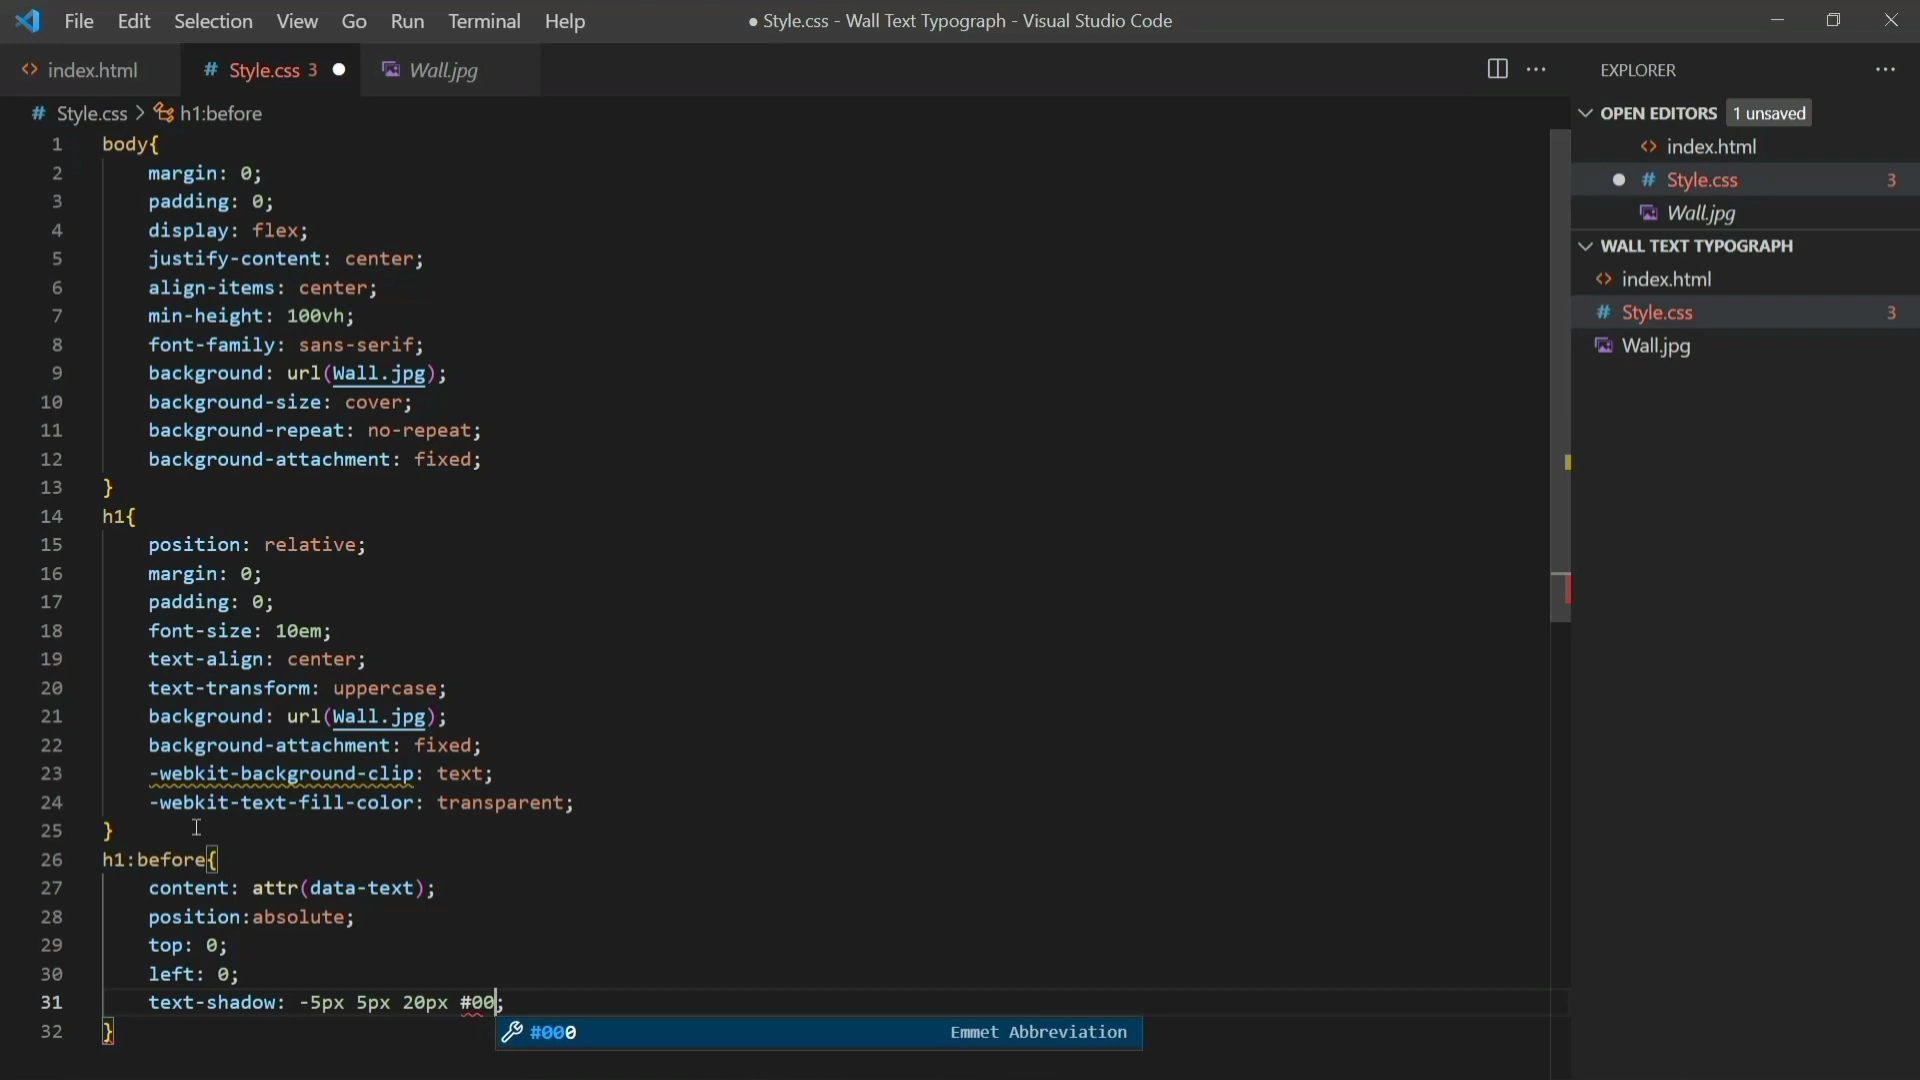 File Edit Selection View Go Run Terminal Help ● Style.css - Wall Text Typograph - Visual Studio Code
<> index.html # Style.css 3 ● Wall.jpg ··· EXPLORER ···
# Style.css > h1:before
OPEN EDITORS 1 unsaved
<> index.html
● # Style.css 3
Wall.jpg
WALL TEXT TYPOGRAPH
<> index.html
# Style.css 3
Wall.jpg
1 body{
2 margin: 0;
3 padding: 0;
4 display: flex;
5 justify-content: center;
6 align-items: center;
7 min-height: 100vh;
8 font-family: sans-serif;
9 background: url(Wall.jpg);
10 background-size: cover;
11 background-repeat: no-repeat;
12 background-attachment: fixed;
13 }
14 h1{
15 position: relative;
16 margin: 0;
17 padding: 0;
18 font-size: 10em;
19 text-align: center;
20 text-transform: uppercase;
21 background: url(Wall.jpg);
22 background-attachment: fixed;
23 -webkit-background-clip: text;
24 -webkit-text-fill-color: transparent;
25 }
26 h1:before{
27 content: attr(data-text);
28 position:absolute;
29 top: 0;
30 left: 0;
31 text-shadow: -5px 5px 20px #00;
32 }
#000 Emmet Abbreviation